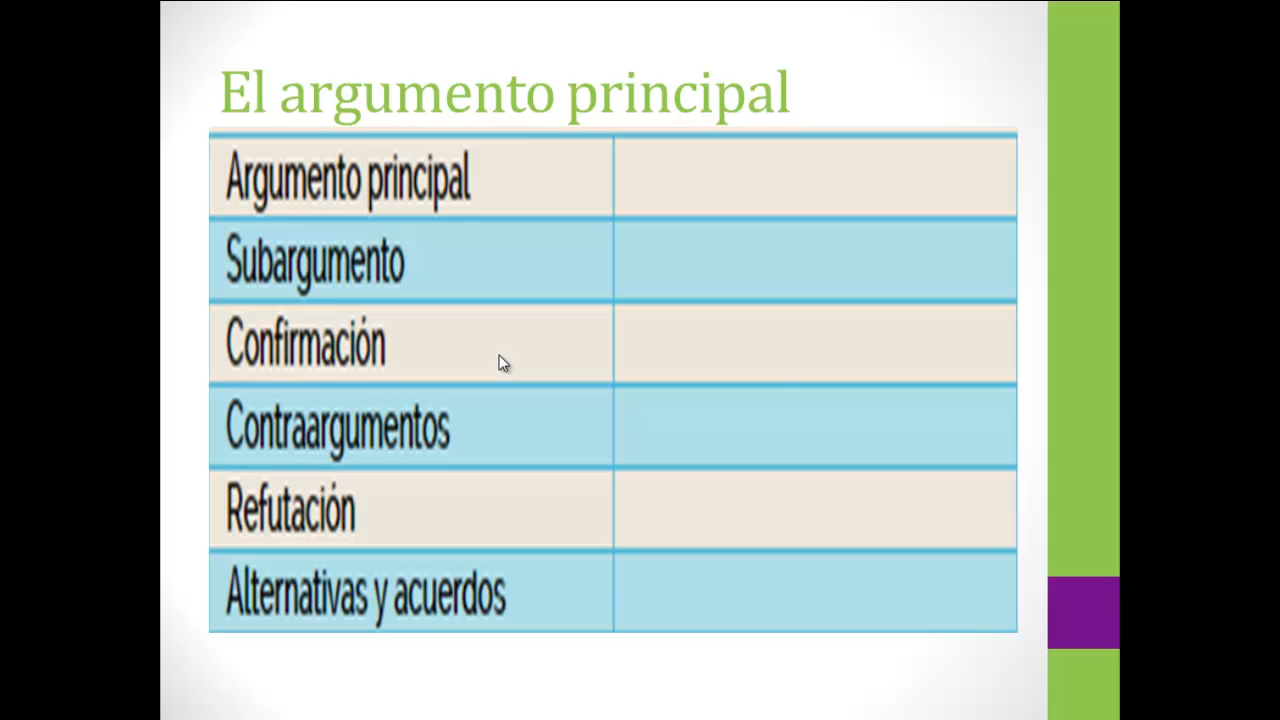 El argumento principal
Argumento principal
Subargumento
Confirmación
Contraargumentos
Refutación
Alternativas y acuerdos